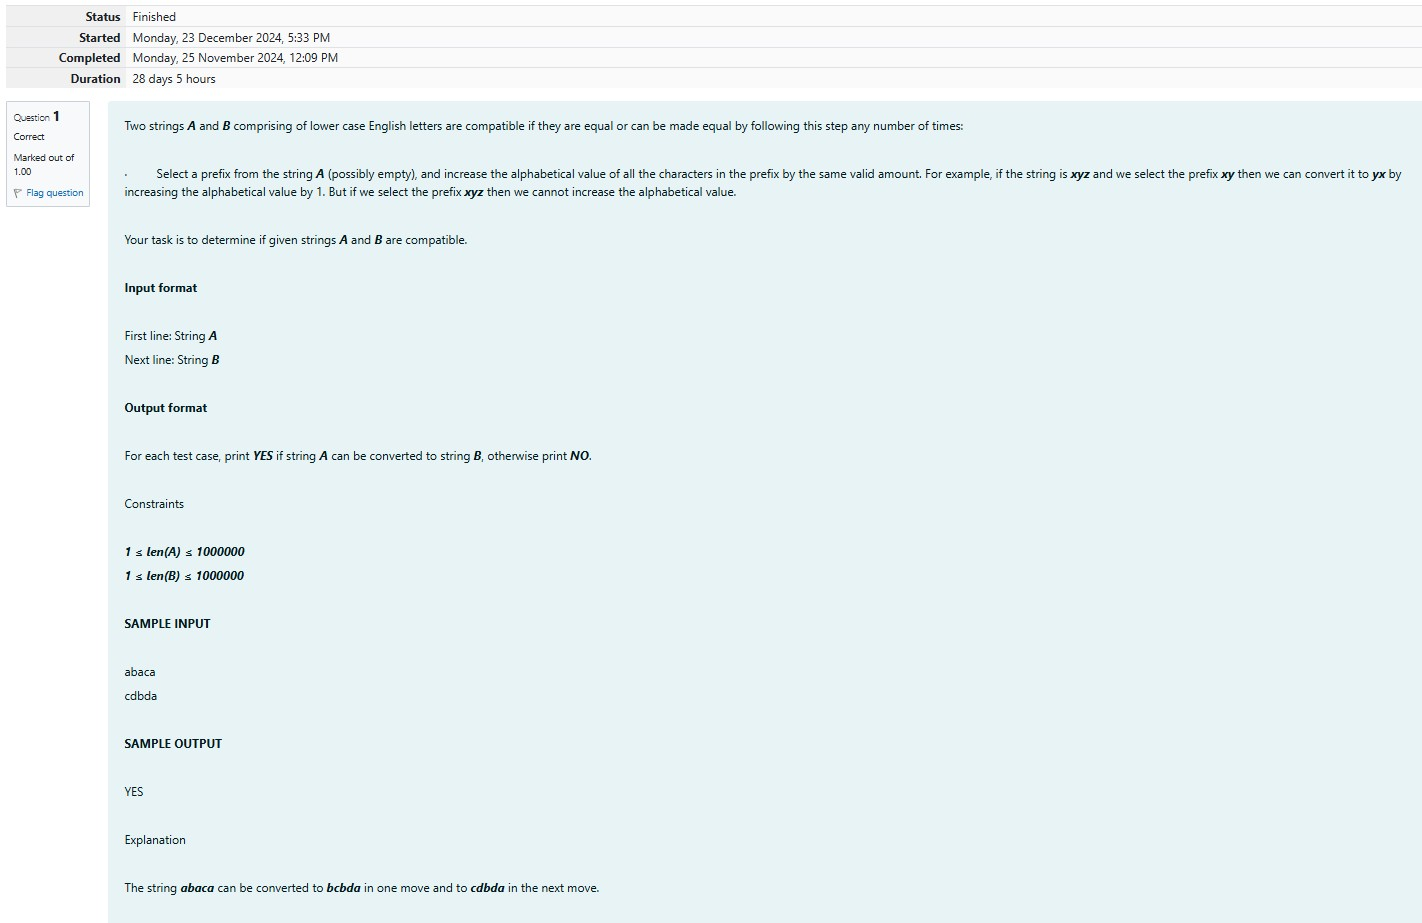 Status Finished
Started Monday, 23 December 2024, 5:33 PM
Completed Monday, 25 November 2024, 12:09 PM
Duration 28 days 5 hours
Question 1
Correct
Marked out of
1.00
Flag question
Two strings A and B comprising of lower case English letters are compatible if they are equal or can be made equal by following this step any number of times:
· Select a prefix from the string A (possibly empty), and increase the alphabetical value of all the characters in the prefix by the same valid amount. For example, if the string is xyz and we select the prefix xy then we can convert it to yx by
increasing the alphabetical value by 1. But if we select the prefix xyz then we cannot increase the alphabetical value.
Your task is to determine if given strings A and B are compatible.
Input format
First line: String A
Next line: String B
Output format
For each test case, print YES if string A can be converted to string B, otherwise print NO.
Constraints
1 ≤ len(A) ≤ 1000000
1 ≤ len(B) ≤ 1000000
SAMPLE INPUT
abaca
cdbda
SAMPLE OUTPUT
YES
Explanation
The string abaca can be converted to bcbda in one move and to cdbda in the next move.